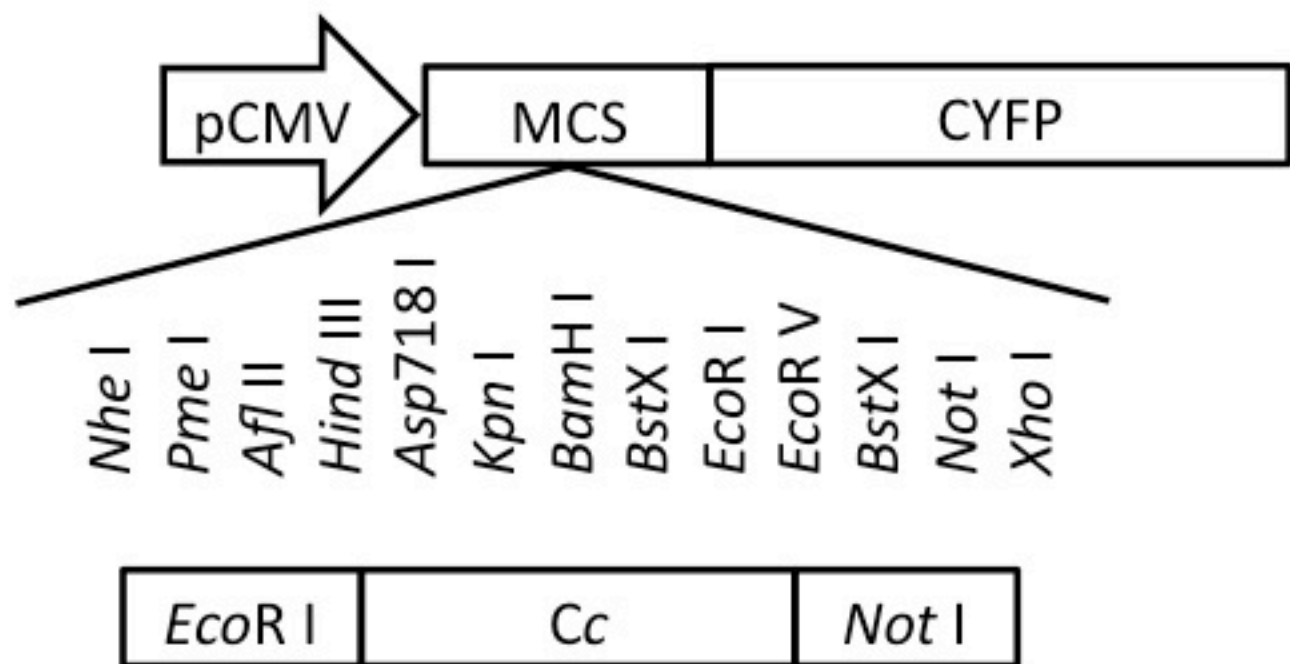 pCMV MCS CYFP
Nhe I
Pme I
Afl II
Hind III
Asp718 I
Kpn I
BamH I
BstX I
EcoR I
EcoR V
BstX I
Not I
Xho I
EcoR I Cc Not I